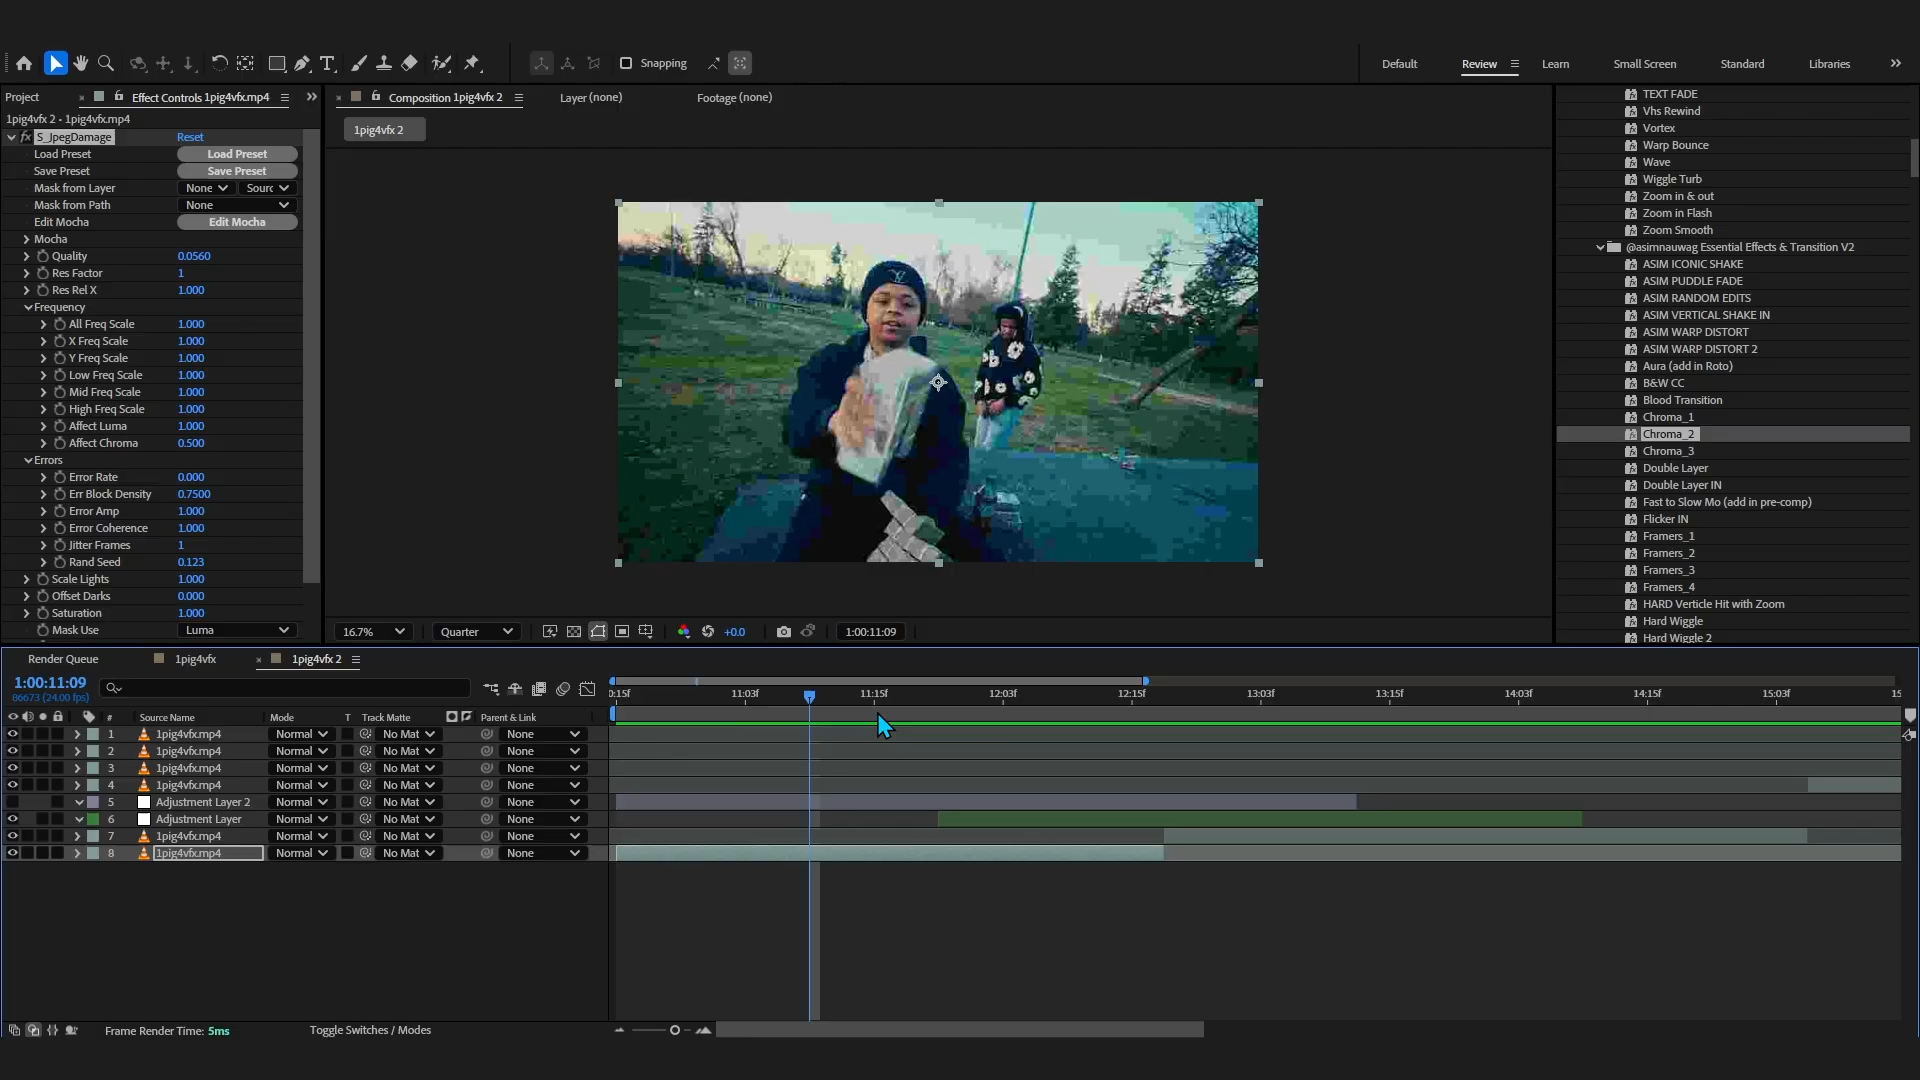 Snapping
Default
Review
Learn
Small Screen
Standard
Libraries
Project
Effect Controls 1pig4vfx.mp4
Composition 1pig4vfx 2
Layer (none)
Footage (none)
1pig4vfx 2 - 1pig4vfx.mp4
1pig4vfx 2
fx S_JpegDamage Reset
Load Preset Load Preset
Save Preset Save Preset
Mask from Layer None Sourc
Mask from Path None
Edit Mocha Edit Mocha
Mocha
Quality 0.0560
Res Factor 1
Res Rel X 1.000
Frequency
All Freq Scale 1.000
X Freq Scale 1.000
Y Freq Scale 1.000
Low Freq Scale 1.000
Mid Freq Scale 1.000
High Freq Scale 1.000
Affect Luma 1.000
Affect Chroma 0.500
Errors
Error Rate 0.000
Err Block Density 0.7500
Error Amp 1.000
Error Coherence 1.000
Jitter Frames 1
Rand Seed 0.123
Scale Lights 1.000
Offset Darks 0.000
Saturation 1.000
Mask Use Luma
16.7%
Quarter
+0.0
1:00:11:09
TEXT FADE
Vhs Rewind
Vortex
Warp Bounce
Wave
Wiggle Turb
Zoom in & out
Zoom in Flash
Zoom Smooth
@asimnauwag Essential Effects & Transition V2
ASIM ICONIC SHAKE
ASIM PUDDLE FADE
ASIM RANDOM EDITS
ASIM VERTICAL SHAKE IN
ASIM WARP DISTORT
ASIM WARP DISTORT 2
Aura (add in Roto)
B&W CC
Blood Transition
Chroma_1
Chroma_2
Chroma_3
Double Layer
Double Layer IN
Fast to Slow Mo (add in pre-comp)
Flicker IN
Framers_1
Framers_2
Framers_3
Framers_4
HARD Verticle Hit with Zoom
Hard Wiggle
Hard Wiggle 2
Render Queue
1pig4vfx
1pig4vfx 2
1:00:11:09
86673 (24.00 fps)
0:15f 11:03f 11:15f 12:03f 12:15f 13:03f 13:15f 14:03f 14:15f 15:03f 15
# Source Name Mode T Track Matte Parent & Link
1 1pig4vfx.mp4 Normal No Mat None
2 1pig4vfx.mp4 Normal No Mat None
3 1pig4vfx.mp4 Normal No Mat None
4 1pig4vfx.mp4 Normal No Mat None
5 Adjustment Layer 2 Normal No Mat None
6 Adjustment Layer Normal No Mat None
7 1pig4vfx.mp4 Normal No Mat None
8 1pig4vfx.mp4 Normal No Mat None
Frame Render Time: 5ms
Toggle Switches / Modes